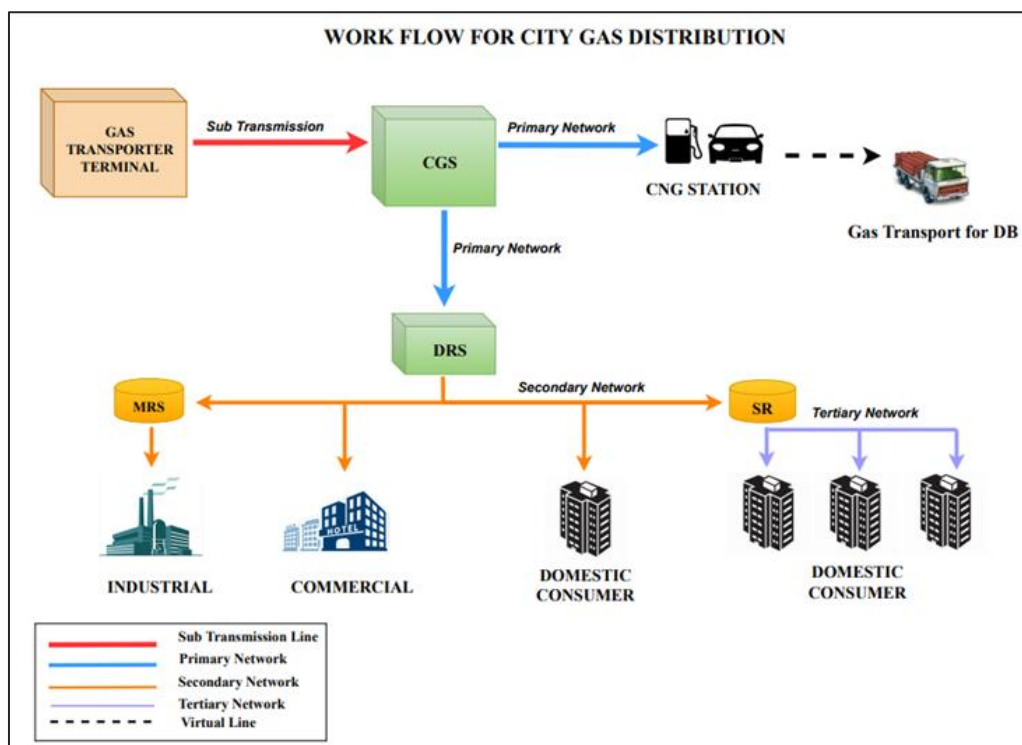 WORK FLOW FOR CITY GAS DISTRIBUTION
GAS
TRANSPORTER
TERMINAL
Sub Transmission
CGS
Primary Network
CNG STATION
Gas Transport for DB
Primary Network
DRS
Secondary Network
MRS
SR
Tertiary Network
HOTEL
INDUSTRIAL
COMMERCIAL
DOMESTIC
CONSUMER
DOMESTIC
CONSUMER
Sub Transmission Line
Primary Network
Secondary Network
Tertiary Network
Virtual Line